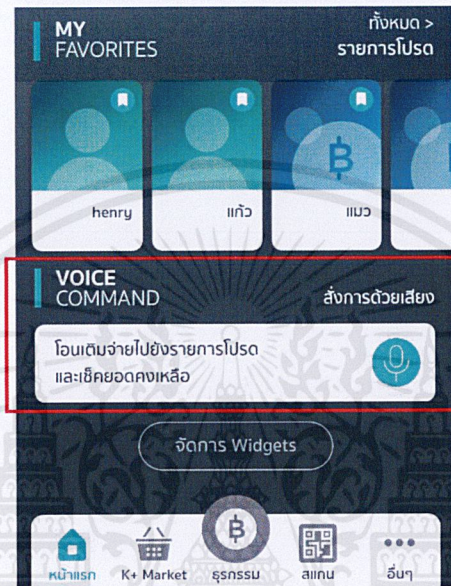 MY
FAVORITES
ทั้งหมด >
รายการโปรด
henry
แก้ว
แมว
VOICE
COMMAND
สั่งการด้วยเสียง
โอนเติมจ่ายไปยังรายการโปรด
และเช็คยอดคงเหลือ
จัดการ Widgets
หน้าแรก
K+ Market
ธุรกรรม
สแกน
อื่นๆ